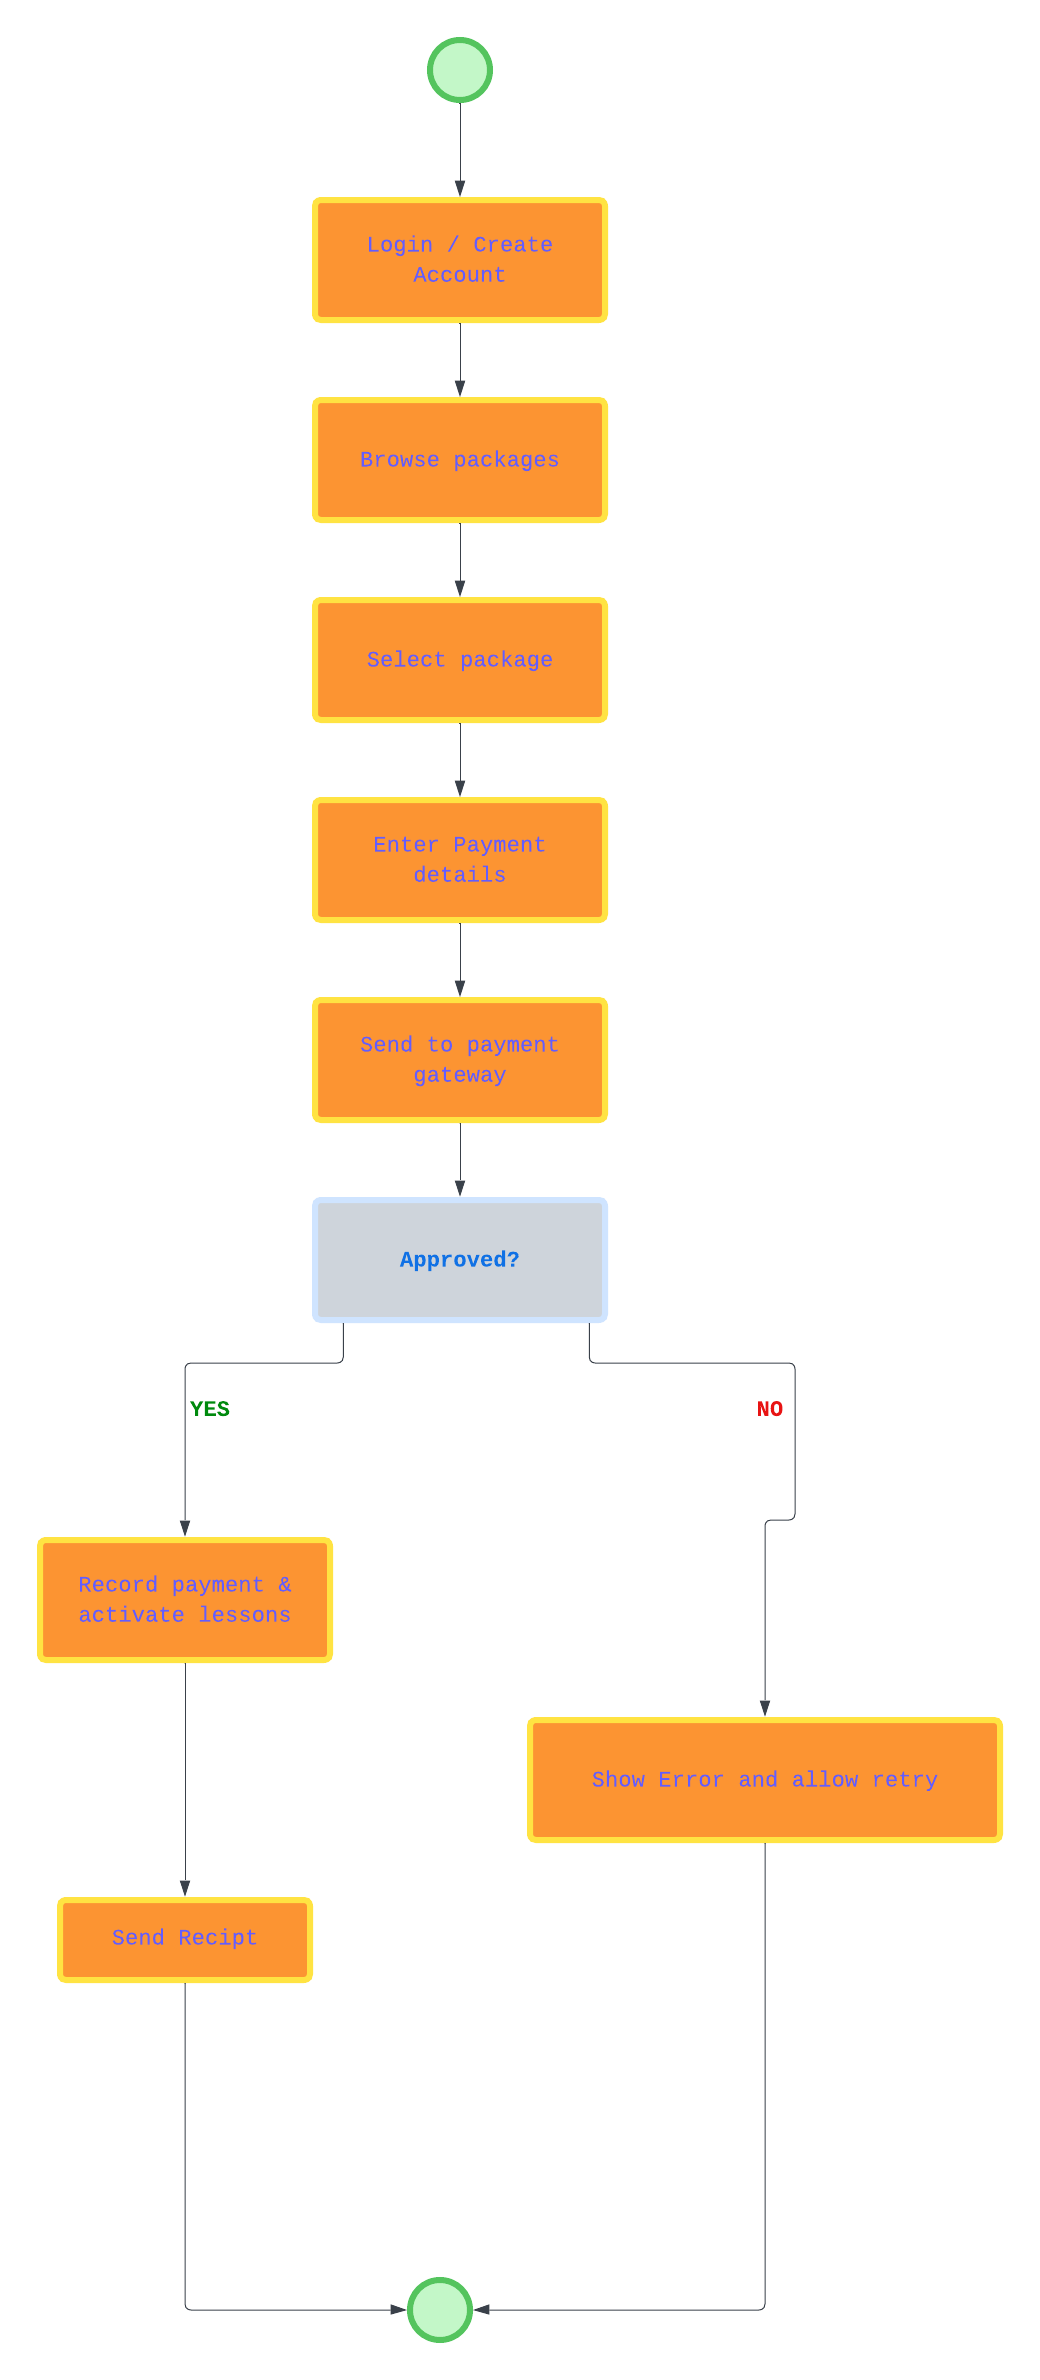 Login / Create
Account
Browse packages
Select package
Enter Payment
details
Send to payment
gateway
Approved?
YES
NO
Record payment &
activate lessons
Show Error and allow retry
Send Recipt